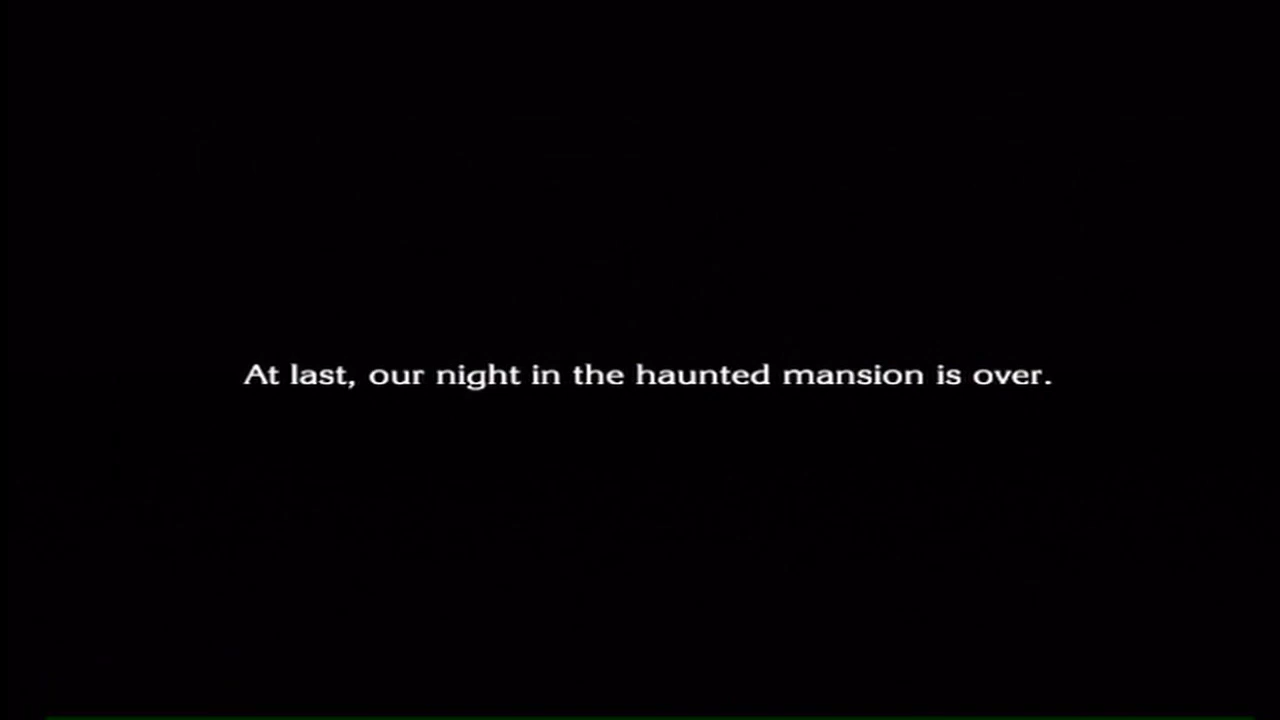 At last, our night in the haunted mansion is over.